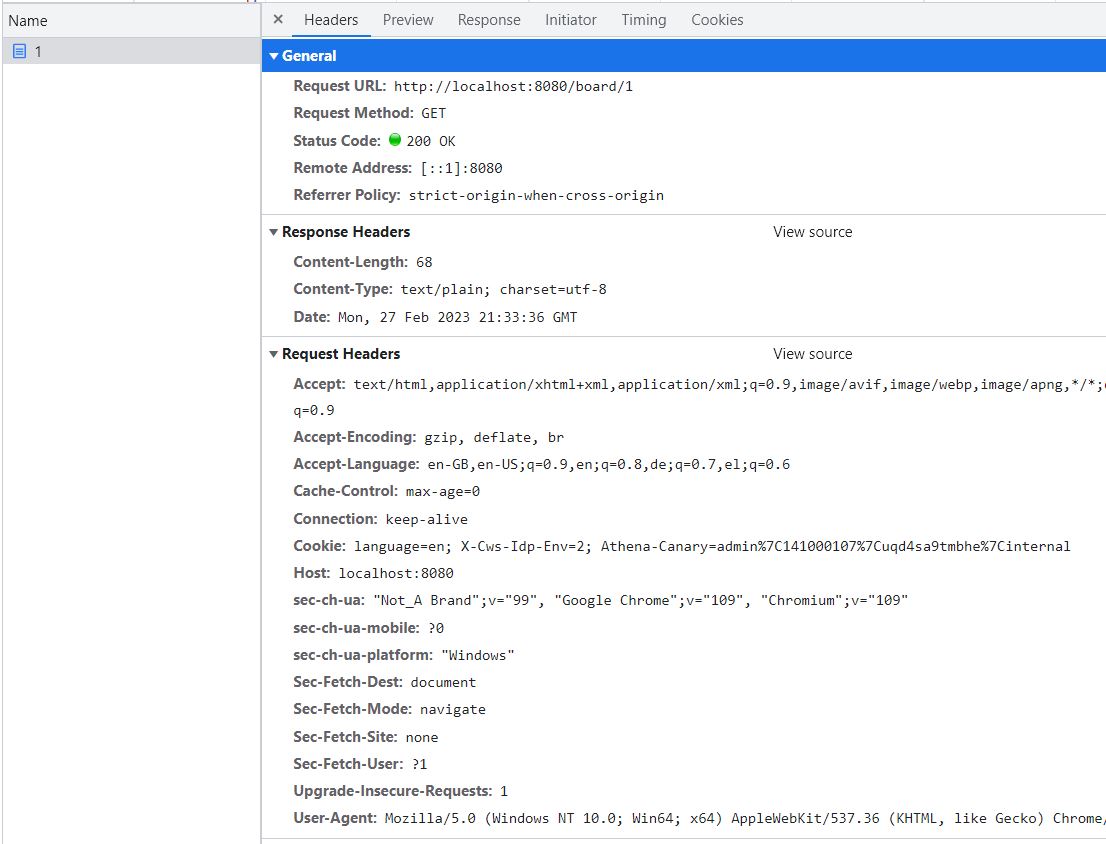 Name
1
× Headers Preview Response Initiator Timing Cookies
General
Request URL: http://localhost:8080/board/1
Request Method: GET
Status Code: 200 OK
Remote Address: [::1]:8080
Referrer Policy: strict-origin-when-cross-origin
Response Headers View source
Content-Length: 68
Content-Type: text/plain; charset=utf-8
Date: Mon, 27 Feb 2023 21:33:36 GMT
Request Headers View source
Accept: text/html,application/xhtml+xml,application/xml;q=0.9,image/avif,image/webp,image/apng,*/*;
q=0.9
Accept-Encoding: gzip, deflate, br
Accept-Language: en-GB,en-US;q=0.9,en;q=0.8,de;q=0.7,el;q=0.6
Cache-Control: max-age=0
Connection: keep-alive
Cookie: language=en; X-Cws-Idp-Env=2; Athena-Canary=admin%7C141000107%7Cuqd4sa9tmbhe%7Cinternal
Host: localhost:8080
sec-ch-ua: "Not_A Brand";v="99", "Google Chrome";v="109", "Chromium";v="109"
sec-ch-ua-mobile: ?0
sec-ch-ua-platform: "Windows"
Sec-Fetch-Dest: document
Sec-Fetch-Mode: navigate
Sec-Fetch-Site: none
Sec-Fetch-User: ?1
Upgrade-Insecure-Requests: 1
User-Agent: Mozilla/5.0 (Windows NT 10.0; Win64; x64) AppleWebKit/537.36 (KHTML, like Gecko) Chrome/